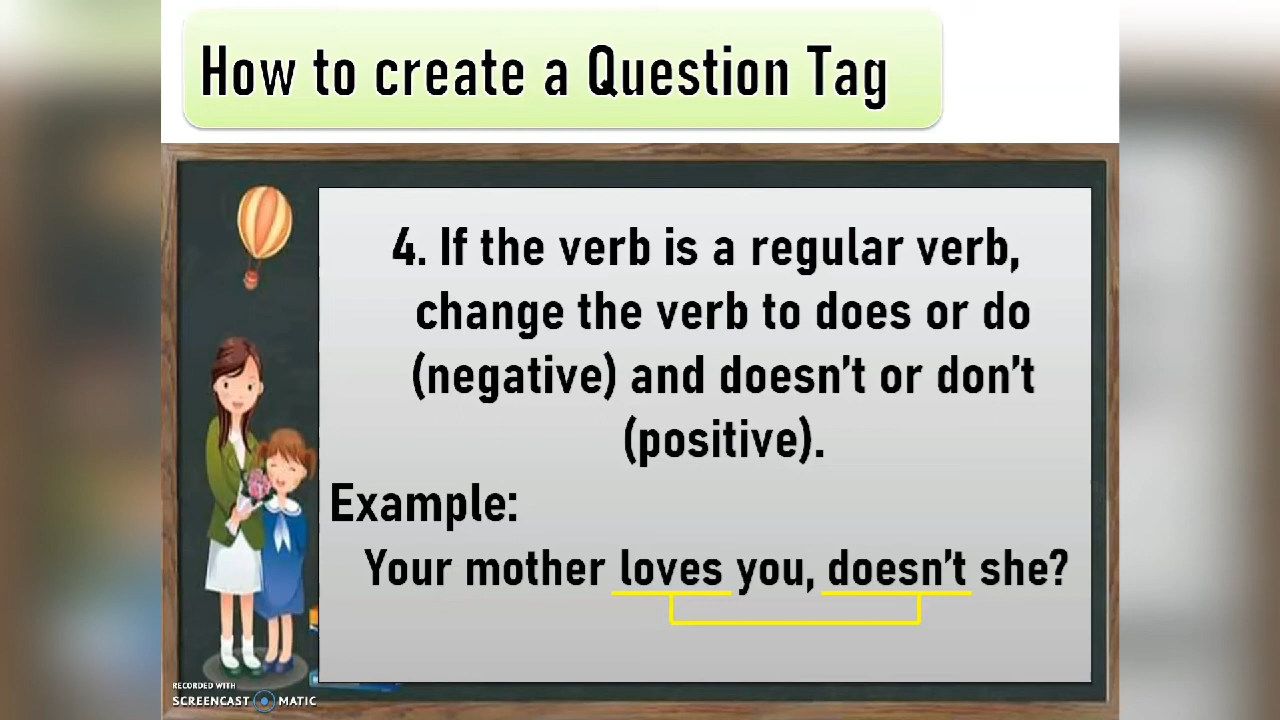 How to create a Question Tag
4. If the verb is a regular verb,
change the verb to does or do
(negative) and doesn't or don't
(positive).
Example:
Your mother loves you, doesn't she?
RECORDED WITH
SCREENCAST MATIC